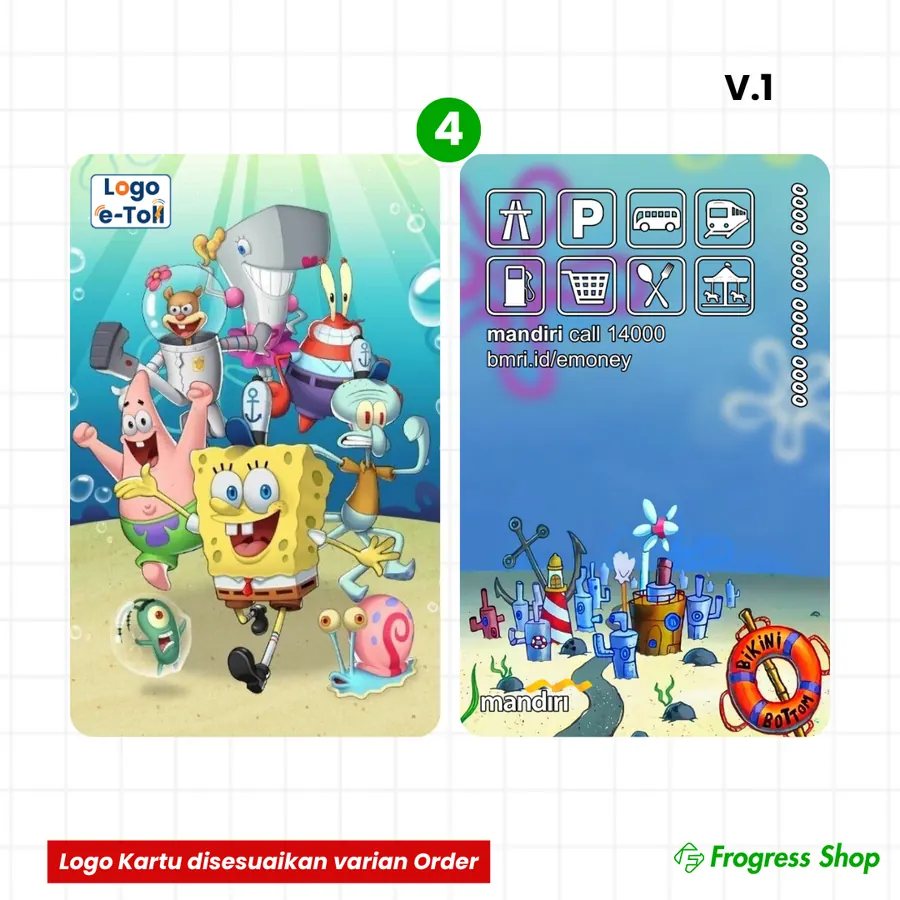 V.1
4
Logo
e-Toll
P
0000 0000 0000 0000
mandiri call 14000
bmri.id/emoney
BIKINI
BOTTOM
mandiri
Logo Kartu disesuaikan varian Order
Frogress Shop